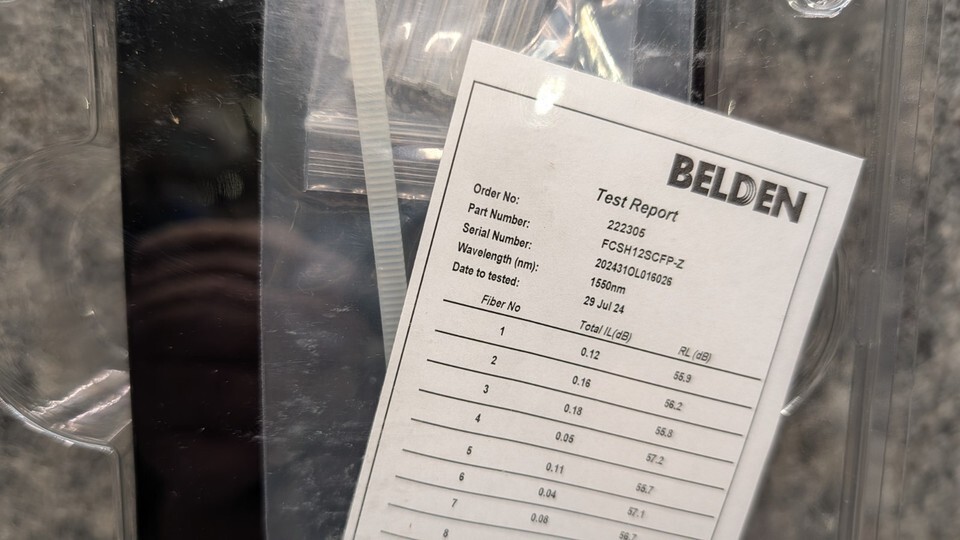 BELDEN
Test Report
Order No: 222305
Part Number: FCSH12SCFP-Z
Serial Number: 202431OL016026
Wavelength (nm): 1550nm
Date to tested: 29 Jul 24
Fiber No Total IL(dB) RL (dB)
1 0.12 55.9
2 0.16 56.2
3 0.18 55.8
4 0.05 57.2
5 0.11 55.7
6 0.04 57.1
7 0.08 56.7
8